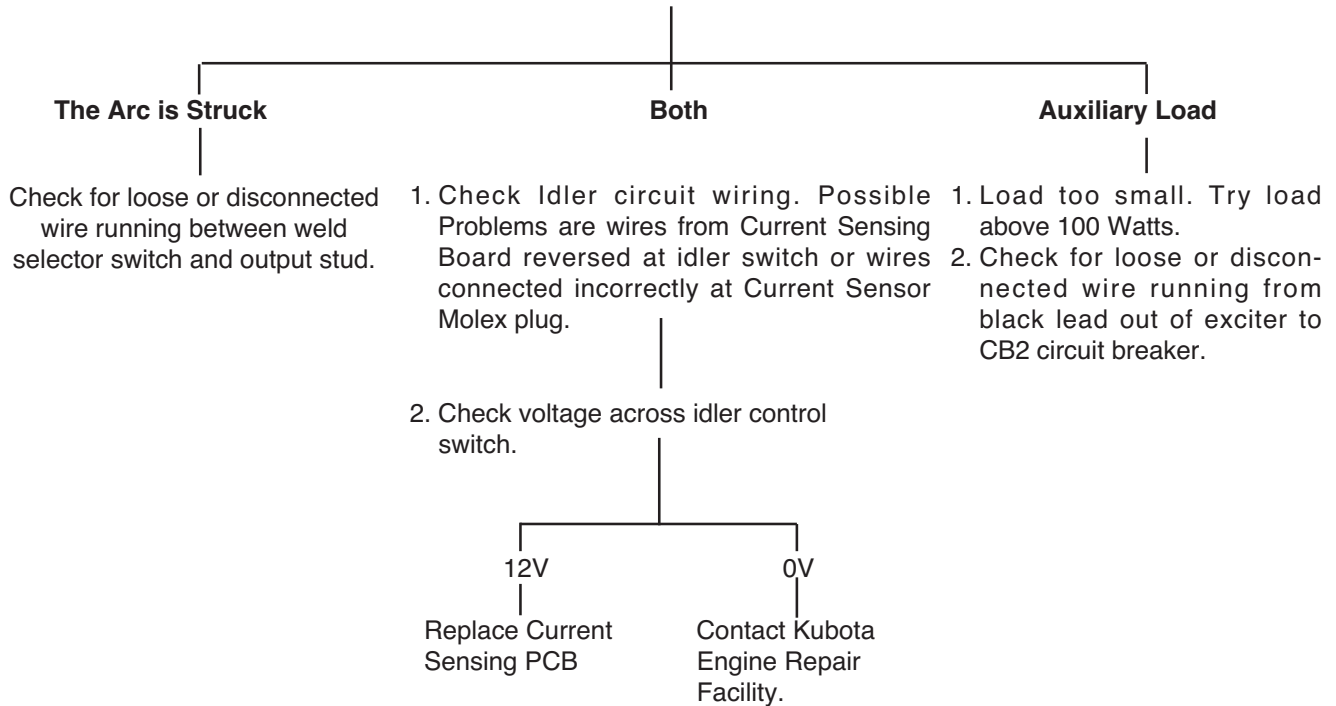 The Arc is Struck
Both
Auxiliary Load
Check for loose or disconnected
wire running between weld
selector switch and output stud.
1. Check Idler circuit wiring. Possible
Problems are wires from Current Sensing
Board reversed at idler switch or wires
connected incorrectly at Current Sensor
Molex plug.
2. Check voltage across idler control
switch.
12V
0V
Replace Current
Sensing PCB
Contact Kubota
Engine Repair
Facility.
1. Load too small. Try load
above 100 Watts.
2. Check for loose or discon-
nected wire running from
black lead out of exciter to
CB2 circuit breaker.